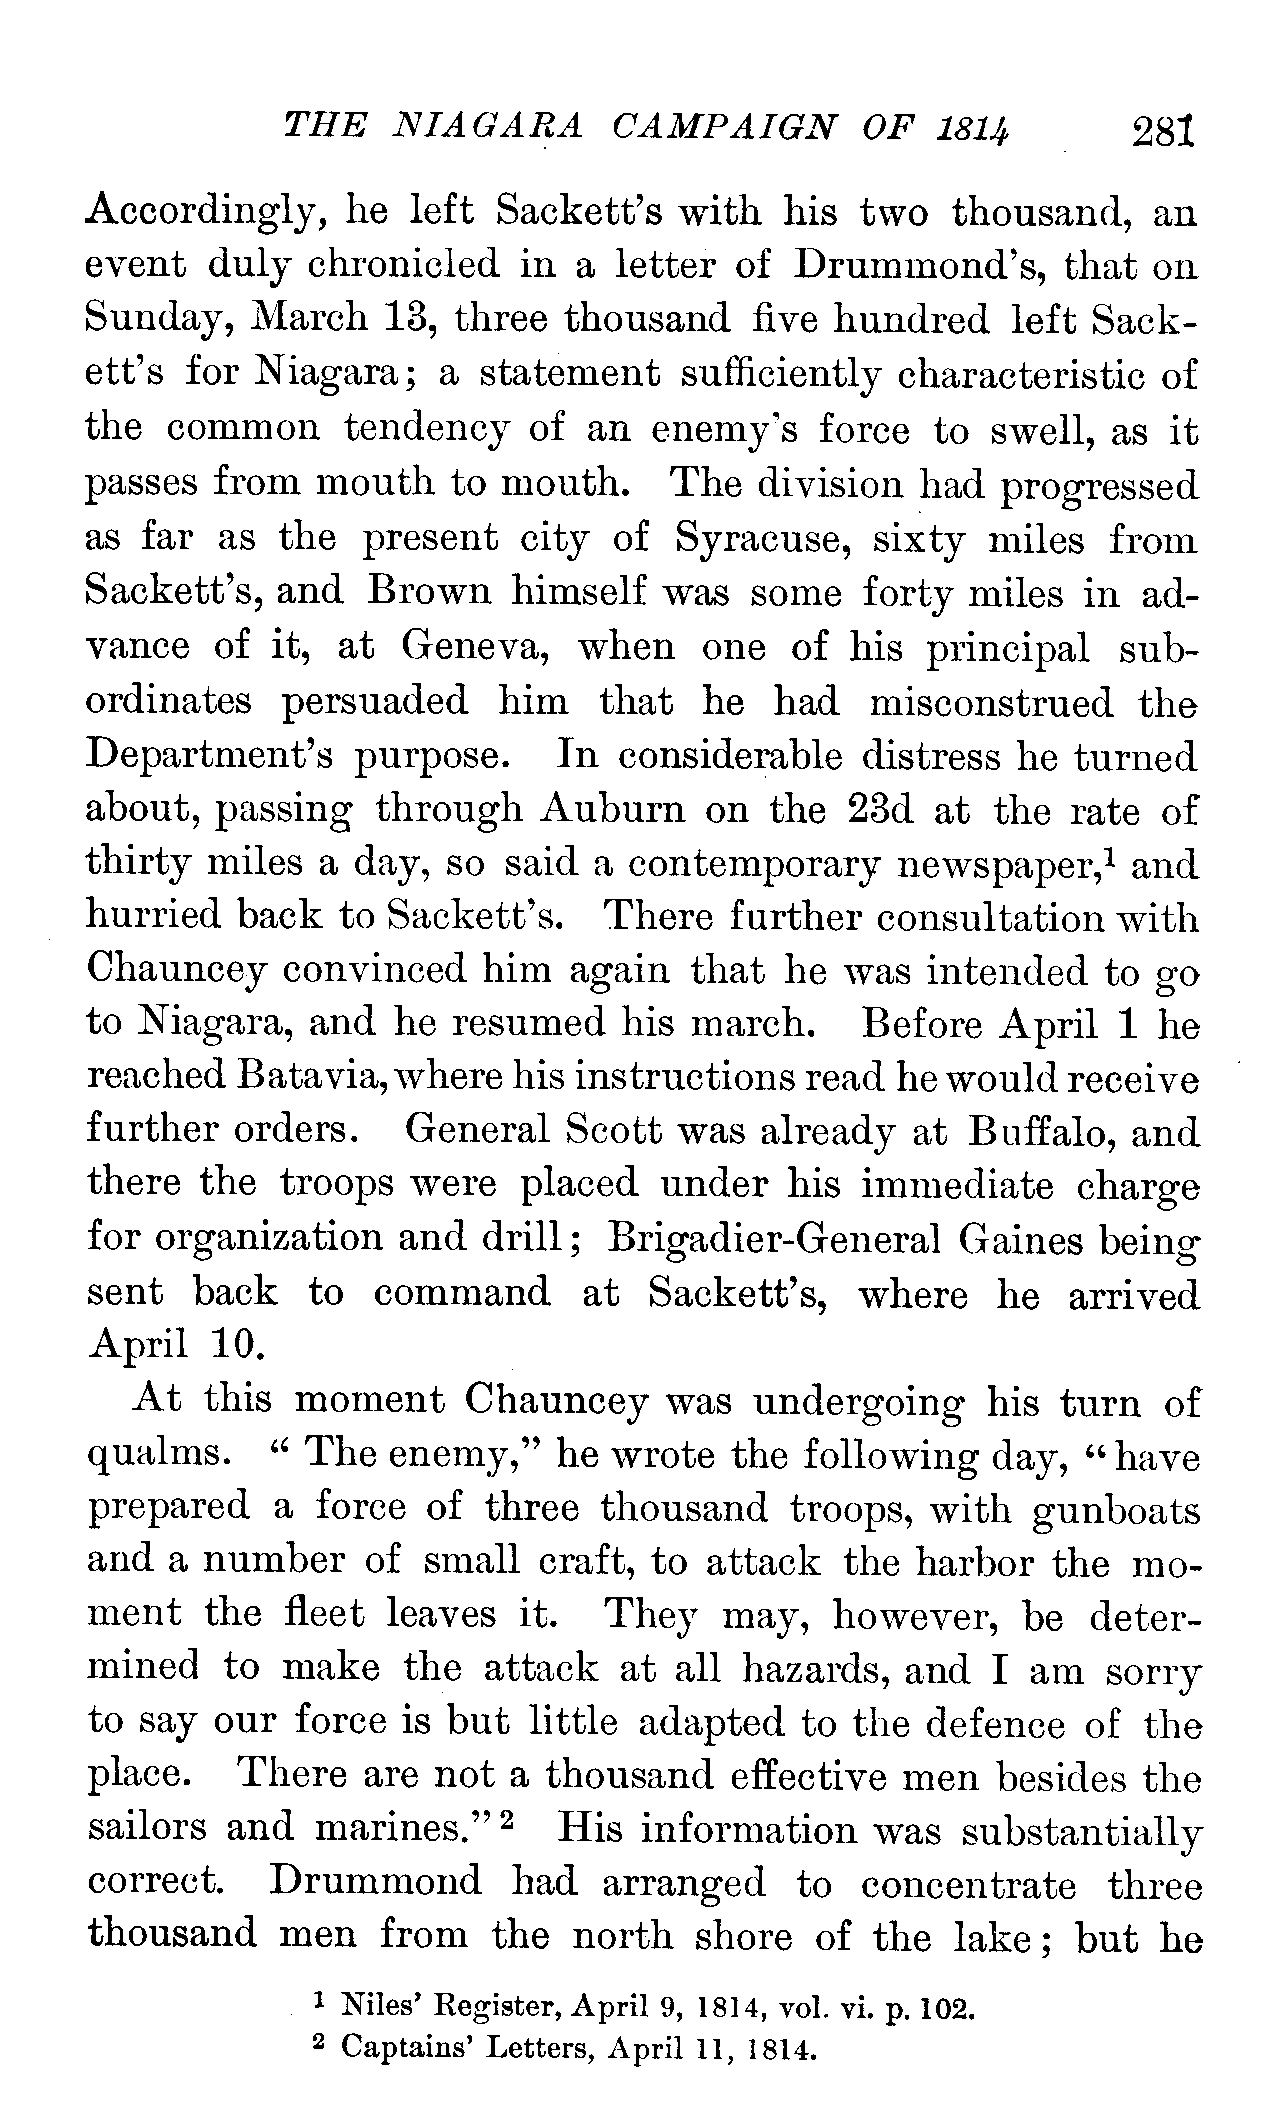 THE NIAGARA CAMPAIGN OF 1814 281
Accordingly, he left Sackett's with his two thousand, an
event duly chronicled in a letter of Drummond's, that on
Sunday, March 13, three thousand five hundred left Sack-
ett's for Niagara; a statement sufficiently characteristic of
the common tendency of an enemy's force to swell, as it
passes from mouth to mouth. The division had progressed
as far as the present city of Syracuse, sixty miles from
Sackett's, and Brown himself was some forty miles in ad-
vance of it, at Geneva, when one of his principal sub-
ordinates persuaded him that he had misconstrued the
Department's purpose. In considerable distress he turned
about, passing through Auburn on the 23d at the rate of
thirty miles a day, so said a contemporary newspaper,¹ and
hurried back to Sackett's. There further consultation with
Chauncey convinced him again that he was intended to go
to Niagara, and he resumed his march. Before April 1 he
reached Batavia, where his instructions read he would receive
further orders. General Scott was already at Buffalo, and
there the troops were placed under his immediate charge
for organization and drill; Brigadier-General Gaines being
sent back to command at Sackett's, where he arrived
April 10.
At this moment Chauncey was undergoing his turn of
qualms. "The enemy," he wrote the following day, "have
prepared a force of three thousand troops, with gunboats
and a number of small craft, to attack the harbor the mo-
ment the fleet leaves it. They may, however, be deter-
mined to make the attack at all hazards, and I am sorry
to say our force is but little adapted to the defence of the
place. There are not a thousand effective men besides the
sailors and marines."² His information was substantially
correct. Drummond had arranged to concentrate three
thousand men from the north shore of the lake; but he
¹ Niles' Register, April 9, 1814, vol. vi. p. 102.
² Captains' Letters, April 11, 1814.